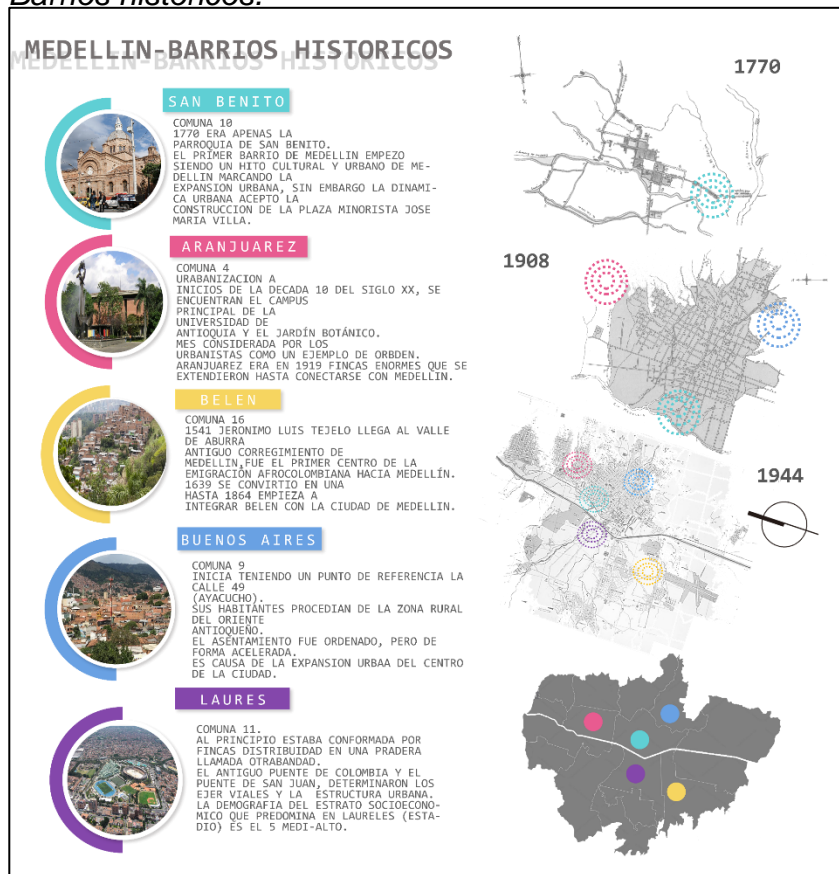 Barrios históricos.
MEDELLIN-BARRIOS HISTORICOS
MEDELLIN-BARRIOS HISTORICOS
SAN BENITO
COMUNA 10
1770 ERA APENAS LA
PARROQUIA DE SAN BENITO.
EL PRIMER BARRIO DE MEDELLIN EMPEZO
SIENDO UN HITO CULTURAL Y URBANO DE ME-
DELLIN MARCANDO LA
EXPANSION URBANA, SIN EMBARGO LA DINAMI-
CA URBANA ACEPTO LA
CONSTRUCCION DE LA PLAZA MINORISTA JOSE
MARIA VILLA.
ARANJUAREZ
COMUNA 4
URABANIZACION A
INICIOS DE LA DECADA 10 DEL SIGLO XX, SE
ENCUENTRAN EL CAMPUS
PRINCIPAL DE LA
UNIVERSIDAD DE
ANTIOQUIA Y EL JARDÍN BOTÁNICO.
MES CONSIDERADA POR LOS
URBANISTAS COMO UN EJEMPLO DE ORBDEN.
ARANJUAREZ ERA EN 1919 FINCAS ENORMES QUE SE
EXTENDIERON HASTA CONECTARSE CON MEDELLIN.
BELEN
COMUNA 16
1541 JERONIMO LUIS TEJELO LLEGA AL VALLE
DE ABURRA
ANTIGUO CORREGIMIENTO DE
MEDELLIN,FUE EL PRIMER CENTRO DE LA
EMIGRACIÓN AFROCOLOMBIANA HACIA MEDELLÍN.
1639 SE CONVIRTIO EN UNA
HASTA 1864 EMPIEZA A
INTEGRAR BELEN CON LA CIUDAD DE MEDELLIN.
BUENOS AIRES
COMUNA 9
INICIA TENIENDO UN PUNTO DE REFERENCIA LA
CALLE 49
(AYACUCHO).
SUS HABITANTES PROCEDIAN DE LA ZONA RURAL
DEL ORIENTE
ANTIOQUEÑO.
EL ASENTAMIENTO FUE ORDENADO, PERO DE
FORMA ACELERADA.
ES CAUSA DE LA EXPANSION URBAA DEL CENTRO
DE LA CIUDAD.
LAURES
COMUNA 11.
AL PRINCIPIO ESTABA CONFORMADA POR
FINCAS DISTRIBUIDAD EN UNA PRADERA
LLAMADA OTRABANDAD.
EL ANTIGUO PUENTE DE COLOMBIA Y EL
PUENTE DE SAN JUAN, DETERMINARON LOS
EJER VIALES Y LA ESTRUCTURA URBANA.
LA DEMOGRAFIA DEL ESTRATO SOCIOECONO-
MICO QUE PREDOMINA EN LAURELES (ESTA-
DIO) ES EL 5 MEDI-ALTO.
1770
1908
1944